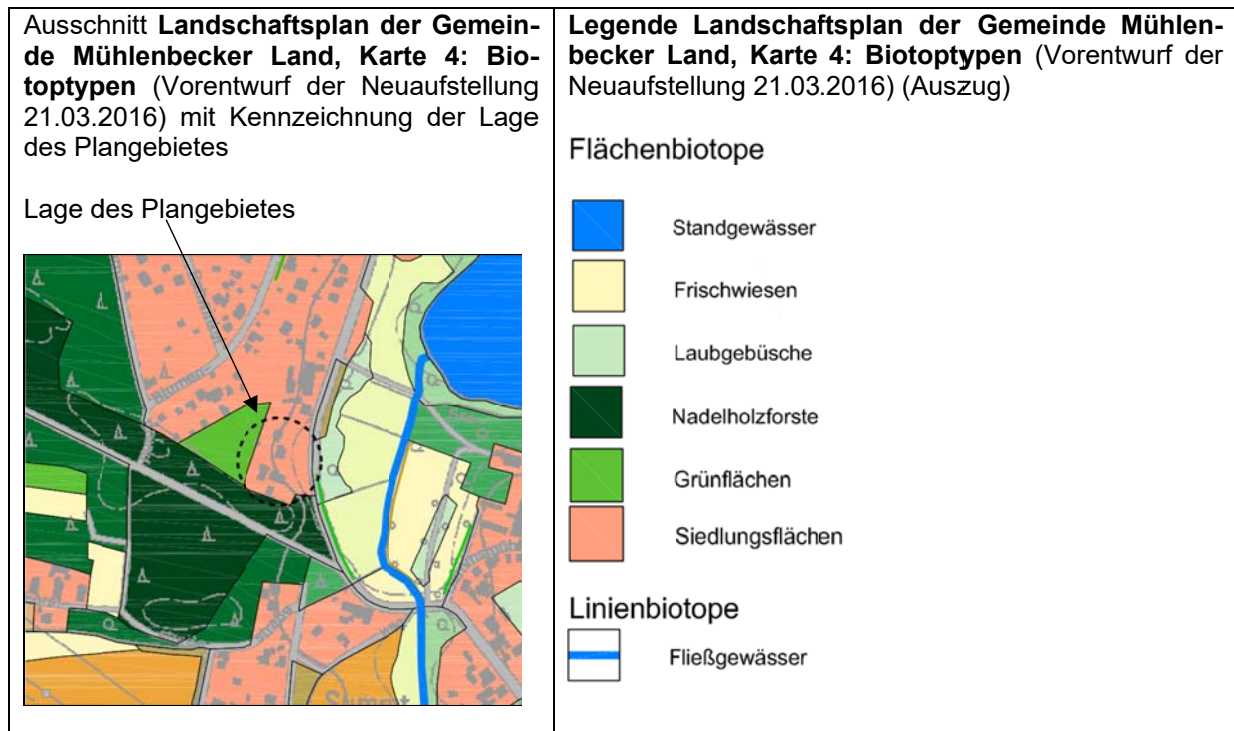 Ausschnitt Landschaftsplan der Gemein-
de Mühlenbecker Land, Karte 4: Bio-
toptypen (Vorentwurf der Neuaufstellung
21.03.2016) mit Kennzeichnung der Lage
des Plangebietes
Lage des Plangebietes
Blumen-
Legende Landschaftsplan der Gemeinde Mühlen-
becker Land, Karte 4: Biotoptypen (Vorentwurf der
Neuaufstellung 21.03.2016) (Auszug)
Flächenbiotope
Standgewässer
Frischwiesen
Laubgebüsche
Nadelholzforste
Grünflächen
Siedlungsflächen
Linienbiotope
Fließgewässer